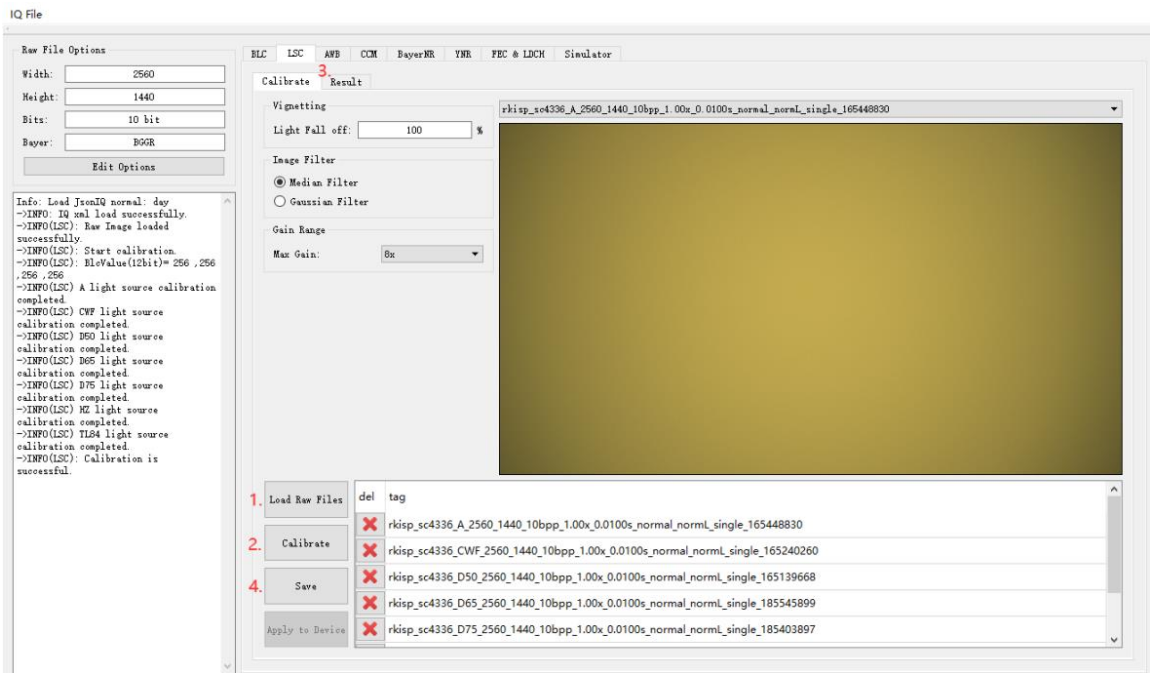 IQ File
Raw File Options
Width: 2560
Height: 1440
Bits: 10 bit
Bayer: BGGR
Edit Options
Info: Load JsonIQ normal: day
->INFO: IQ xml load successfully.
->INFO(LSC): Raw Image loaded
successfully.
->INFO(LSC): Start calibration.
->INFO(LSC): BlcValue(12bit)= 256 ,256
,256 ,256
->INFO(LSC) A light source calibration
completed.
->INFO(LSC) CWF light source
calibration completed.
->INFO(LSC) D50 light source
calibration completed.
->INFO(LSC) D65 light source
calibration completed.
->INFO(LSC) D75 light source
calibration completed.
->INFO(LSC) HZ light source
calibration completed.
->INFO(LSC) TL84 light source
calibration completed.
->INFO(LSC): Calibration is
successful.
BLC LSC AWB CCM BayerNR YNR FEC & LDCH Simulator
3.
Calibrate Result
Vignetting
Light Fall off: 100 %
Image Filter
Median Filter
Gaussian Filter
Gain Range
Max Gain: 8x
rkisp_sc4336_A_2560_1440_10bpp_1.00x_0.0100s_normal_normL_single_165448830
1. Load Raw Files
2. Calibrate
4. Save
Apply to Device
del tag
rkisp_sc4336_A_2560_1440_10bpp_1.00x_0.0100s_normal_normL_single_165448830
rkisp_sc4336_CWF_2560_1440_10bpp_1.00x_0.0100s_normal_normL_single_165240260
rkisp_sc4336_D50_2560_1440_10bpp_1.00x_0.0100s_normal_normL_single_165139668
rkisp_sc4336_D65_2560_1440_10bpp_1.00x_0.0100s_normal_normL_single_185545899
rkisp_sc4336_D75_2560_1440_10bpp_1.00x_0.0100s_normal_normL_single_185403897